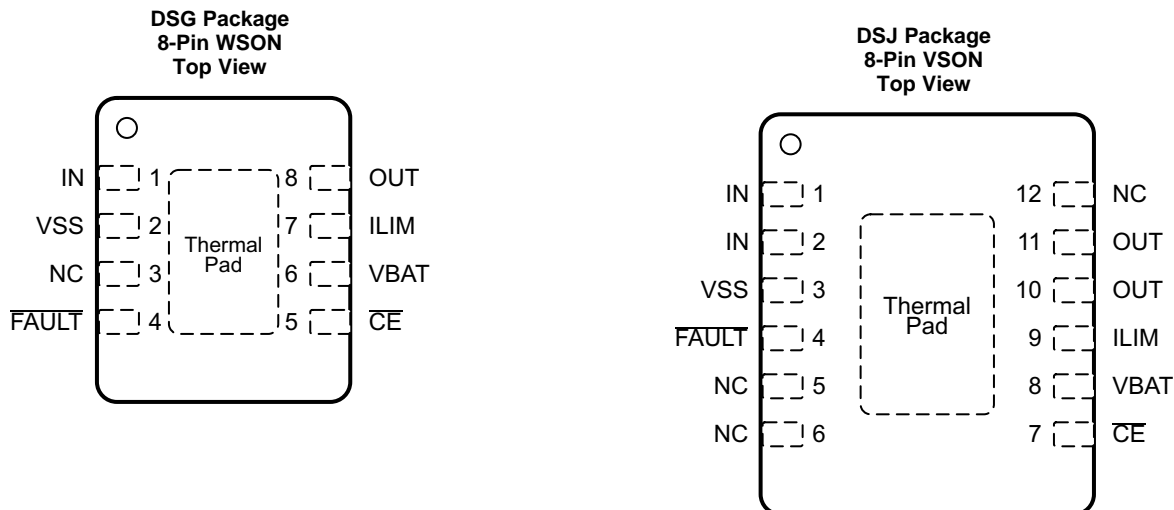 DSG Package
8-Pin WSON
Top View
IN 1 8 OUT
VSS 2 7 ILIM
NC 3 6 VBAT
FAULT 4 5 CE
Thermal
Pad
DSJ Package
8-Pin VSON
Top View
IN 1 12 NC
IN 2 11 OUT
VSS 3 10 OUT
FAULT 4 9 ILIM
NC 5 8 VBAT
NC 6 7 CE
Thermal
Pad